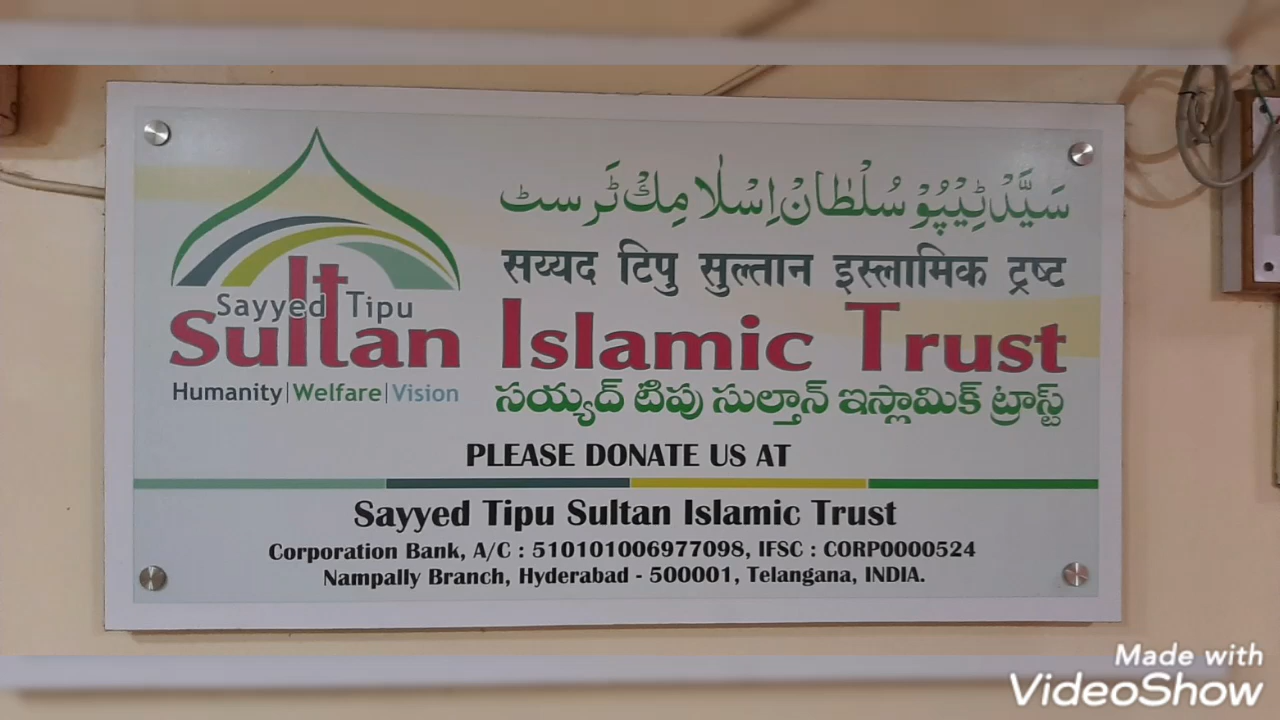 سَیَّدْ ٹِیْپُوْ سُلْطَانْ اِسْلَامِکْ ٹَرسٹ
सय्यद टिपु सुल्तान इस्लामिक ट्रष्ट
Sayyed Tipu
Sultan Islamic Trust
Humanity|Welfare|Vision
సయ్యద్ టిపు సుల్తాన్ ఇస్లామిక్ ట్రాస్ట్
PLEASE DONATE US AT
Sayyed Tipu Sultan Islamic Trust
Corporation Bank, A/C : 510101006977098, IFSC : CORP0000524
Nampally Branch, Hyderabad - 500001, Telangana, INDIA.
Made with
VideoShow